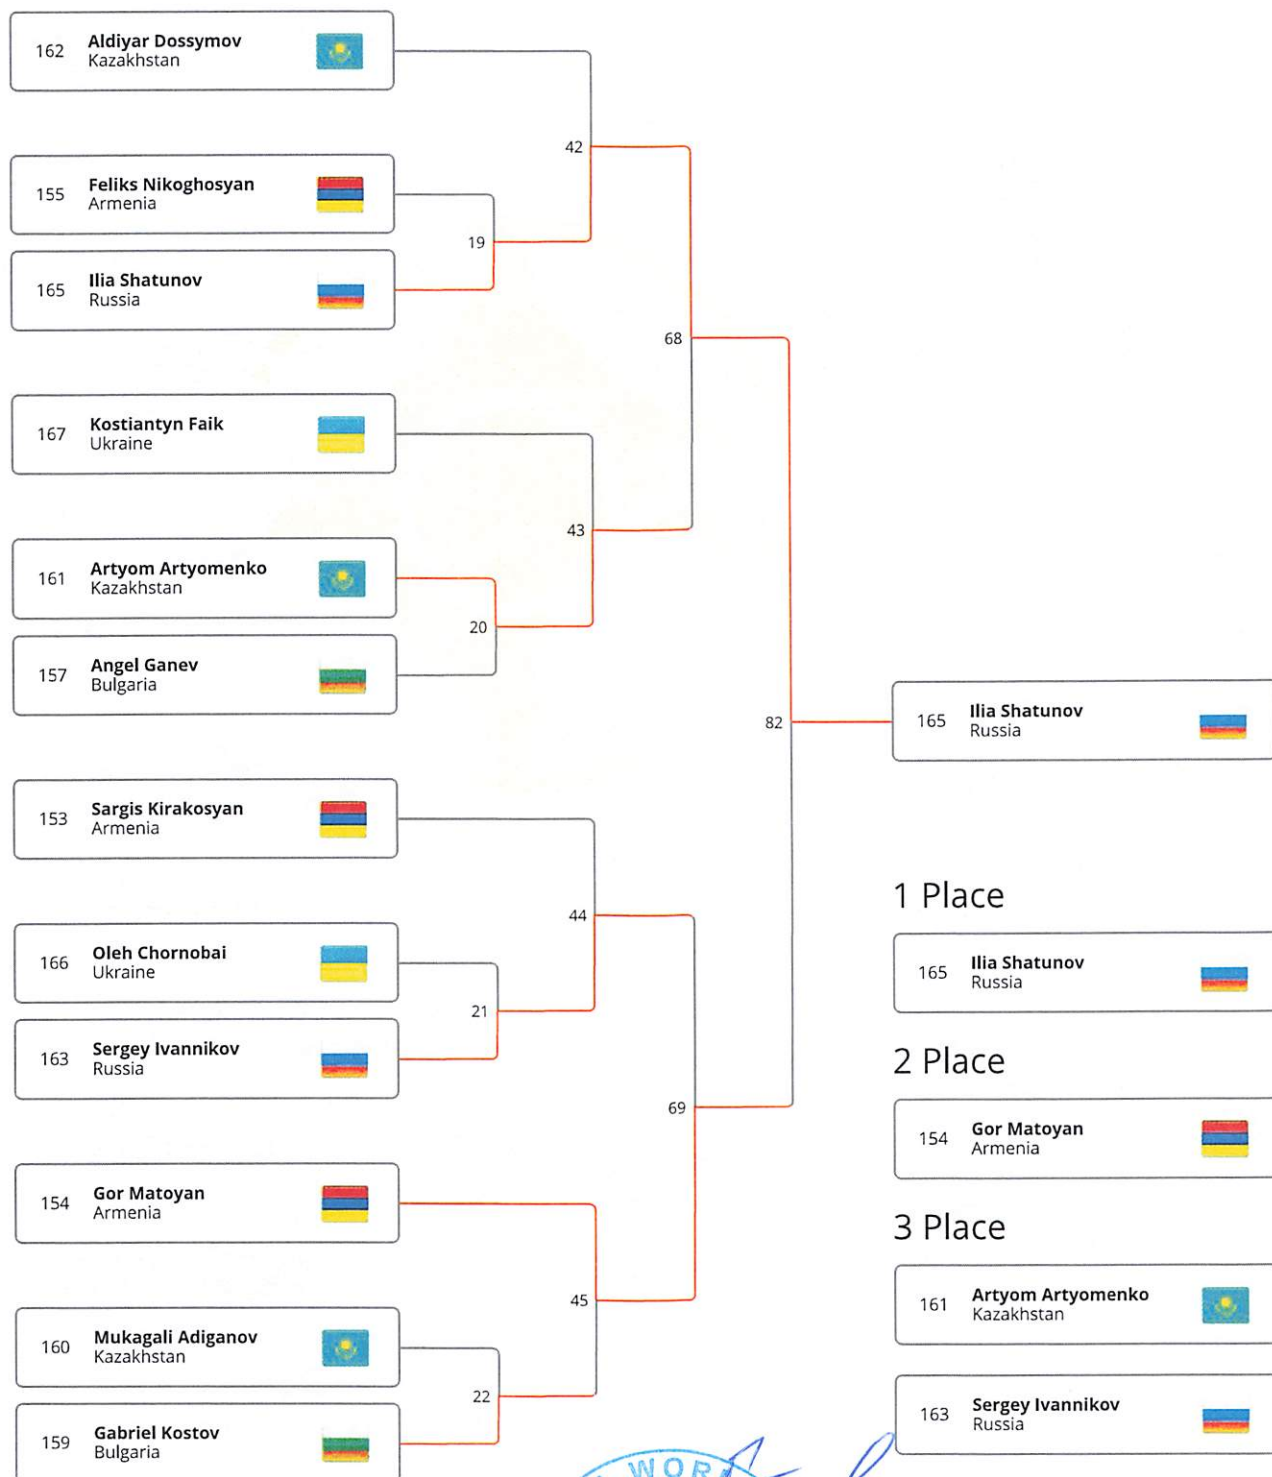 162 Aldiyar Dossymov
Kazakhstan
42
155 Feliks Nikoghosyan
Armenia
19
165 Ilia Shatunov
Russia
68
167 Kostiantyn Faik
Ukraine
43
161 Artyom Artyomenko
Kazakhstan
20
157 Angel Ganev
Bulgaria
82
165 Ilia Shatunov
Russia
153 Sargis Kirakosyan
Armenia
44
166 Oleh Chornobai
Ukraine
21
163 Sergey Ivannikov
Russia
69
154 Gor Matoyan
Armenia
45
160 Mukagali Adiganov
Kazakhstan
22
159 Gabriel Kostov
Bulgaria
1 Place
165 Ilia Shatunov
Russia
2 Place
154 Gor Matoyan
Armenia
3 Place
161 Artyom Artyomenko
Kazakhstan
163 Sergey Ivannikov
Russia
WOR